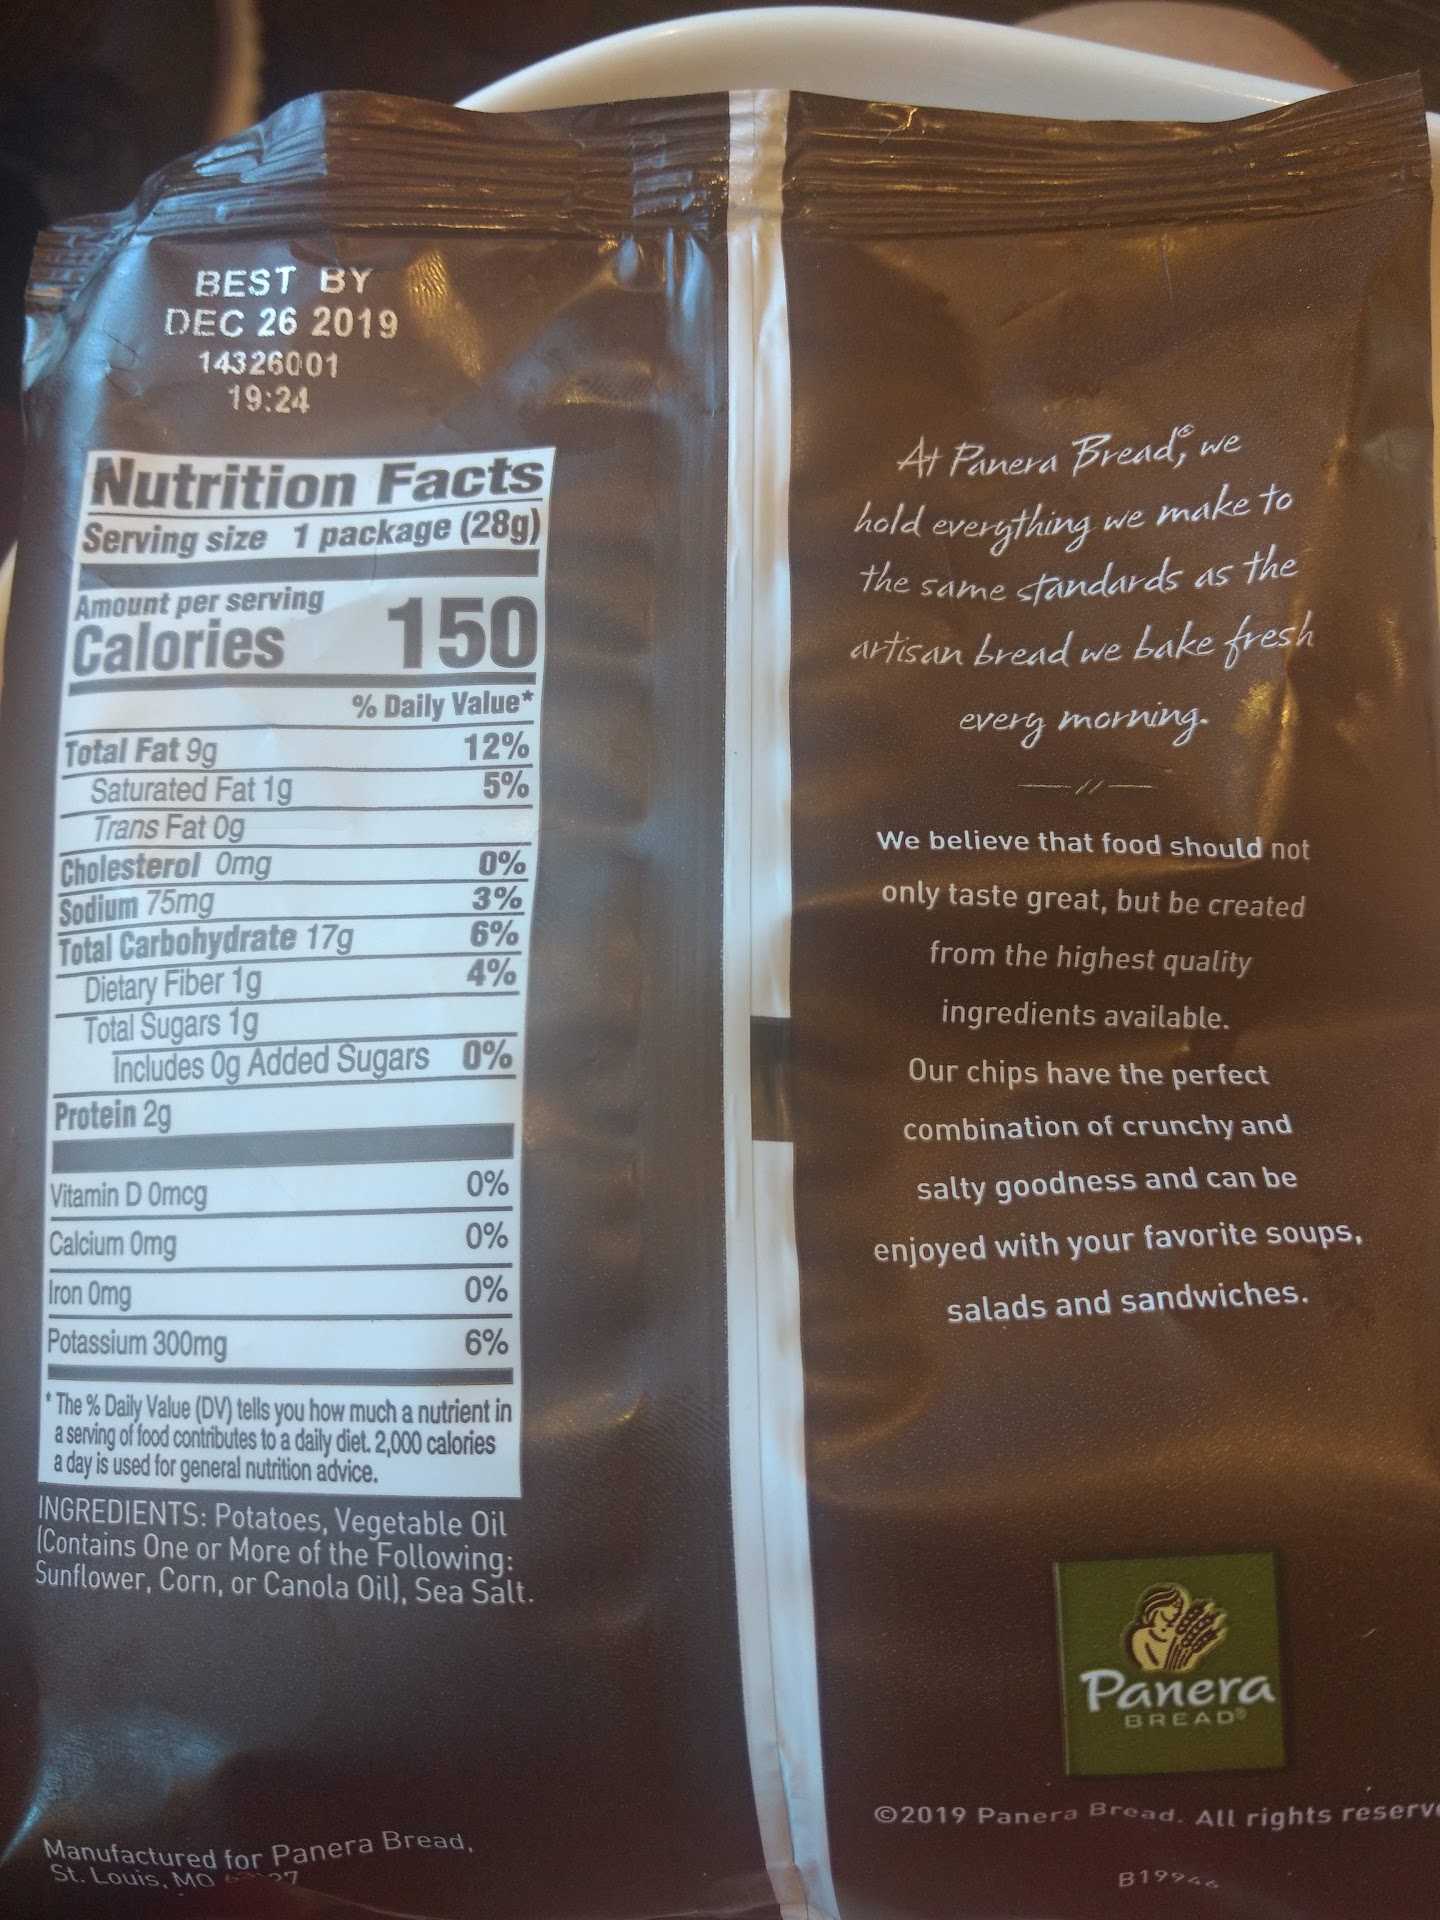 BEST BY
DEC 26 2019
14326001
19:24
Nutrition Facts
Serving size 1 package (28g)
Amount per serving
Calories 150
% Daily Value*
Total Fat 9g 12%
Saturated Fat 1g 5%
Trans Fat 0g
Cholesterol 0mg 0%
Sodium 75mg 3%
Total Carbohydrate 17g 6%
Dietary Fiber 1g 4%
Total Sugars 1g
Includes 0g Added Sugars 0%
Protein 2g
Vitamin D 0mcg 0%
Calcium 0mg 0%
Iron 0mg 0%
Potassium 300mg 6%
* The % Daily Value (DV) tells you how much a nutrient in
a serving of food contributes to a daily diet. 2,000 calories
a day is used for general nutrition advice.
INGREDIENTS: Potatoes, Vegetable Oil
(Contains One or More of the Following:
Sunflower, Corn, or Canola Oil), Sea Salt.
Manufactured for Panera Bread,
St. Louis, MO
At Panera Bread®, we
hold everything we make to
the same standards as the
artisan bread we bake fresh
every morning.
We believe that food should not
only taste great, but be created
from the highest quality
ingredients available.
Our chips have the perfect
combination of crunchy and
salty goodness and can be
enjoyed with your favorite soups,
salads and sandwiches.
Panera
BREAD®
©2019 Panera Bread. All rights reserve